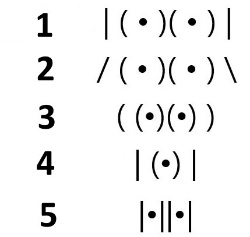 1 | ( • )( • ) |
2 / ( • )( • ) \
3 ( (•)(•) )
4 | (•) |
5 |•||•|